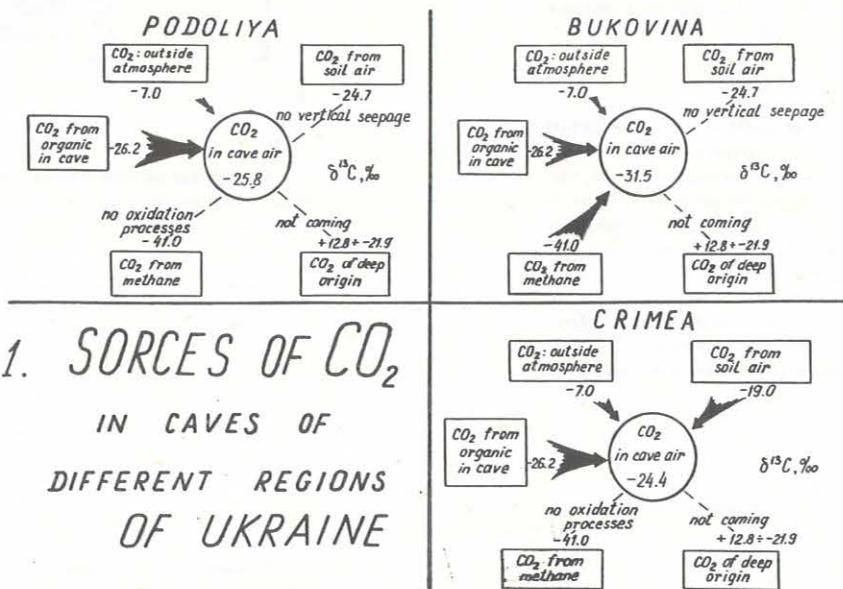 PODOLIYA
CO₂: outside
atmosphere
-7.0
CO₂ from
soil air
-24.7
no vertical seepage
CO₂ from
organic
in cave
-26.2
CO₂
in cave air
-25.8
δ¹³C, ‰
no oxidation
processes
-41.0
CO₂ from
methane
not coming
+12.8÷-21.9
CO₂ of deep
origin
BUKOVINA
CO₂: outside
atmosphere
-7.0
CO₂ from
soil air
-24.7
no vertical seepage
CO₂ from
organic
in cave
-26.2
CO₂
in cave air
-31.5
δ¹³C, ‰
-41.0
CO₂ from
methane
not coming
+12.8÷-21.9
CO₂ of deep
origin
1. SORCES OF CO₂
IN CAVES OF
DIFFERENT REGIONS
OF UKRAINE
CRIMEA
CO₂: outside
atmosphere
-7.0
CO₂ from
soil air
-19.0
CO₂ from
organic
in cave
-26.2
CO₂
in cave air
-24.4
δ¹³C, ‰
no oxidation
processes
-41.0
CO₂ from
methane
not coming
+12.8÷-21.9
CO₂ of deep
origin